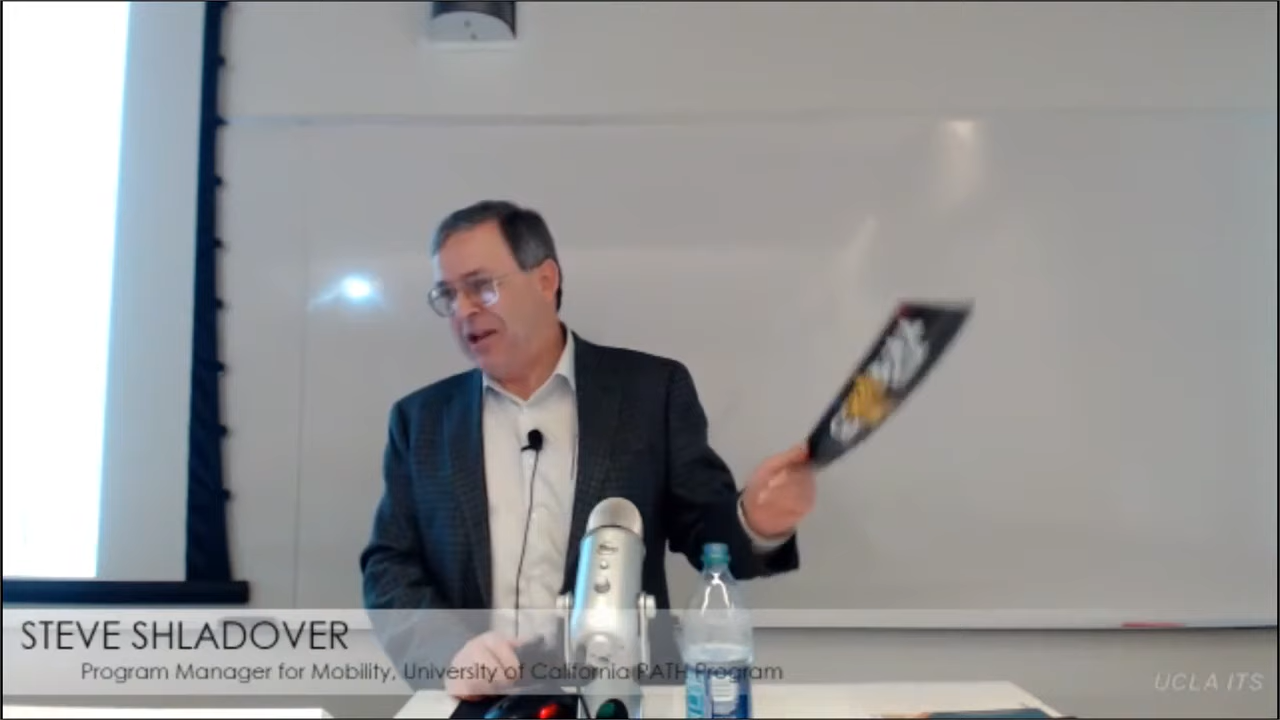 STEVE SHLADOVER
Program Manager for Mobility, University of California PATH Program
UCLA ITS